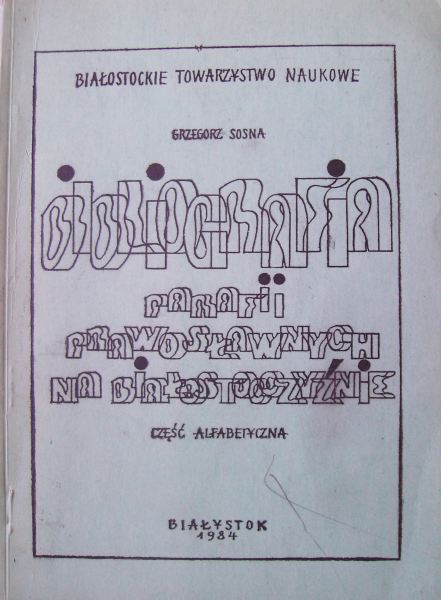 BIAŁOSTOCKIE TOWARZYSTWO NAUKOWE
GRZEGORZ SOSNA
BiBLiOGRAFiA
PARAFii
PRAWOSŁAWNYCH
NA BiAŁOSTOCCZYŹNiE
CZĘŚĆ ALFABETYCZNA
BIAŁYSTOK
1984